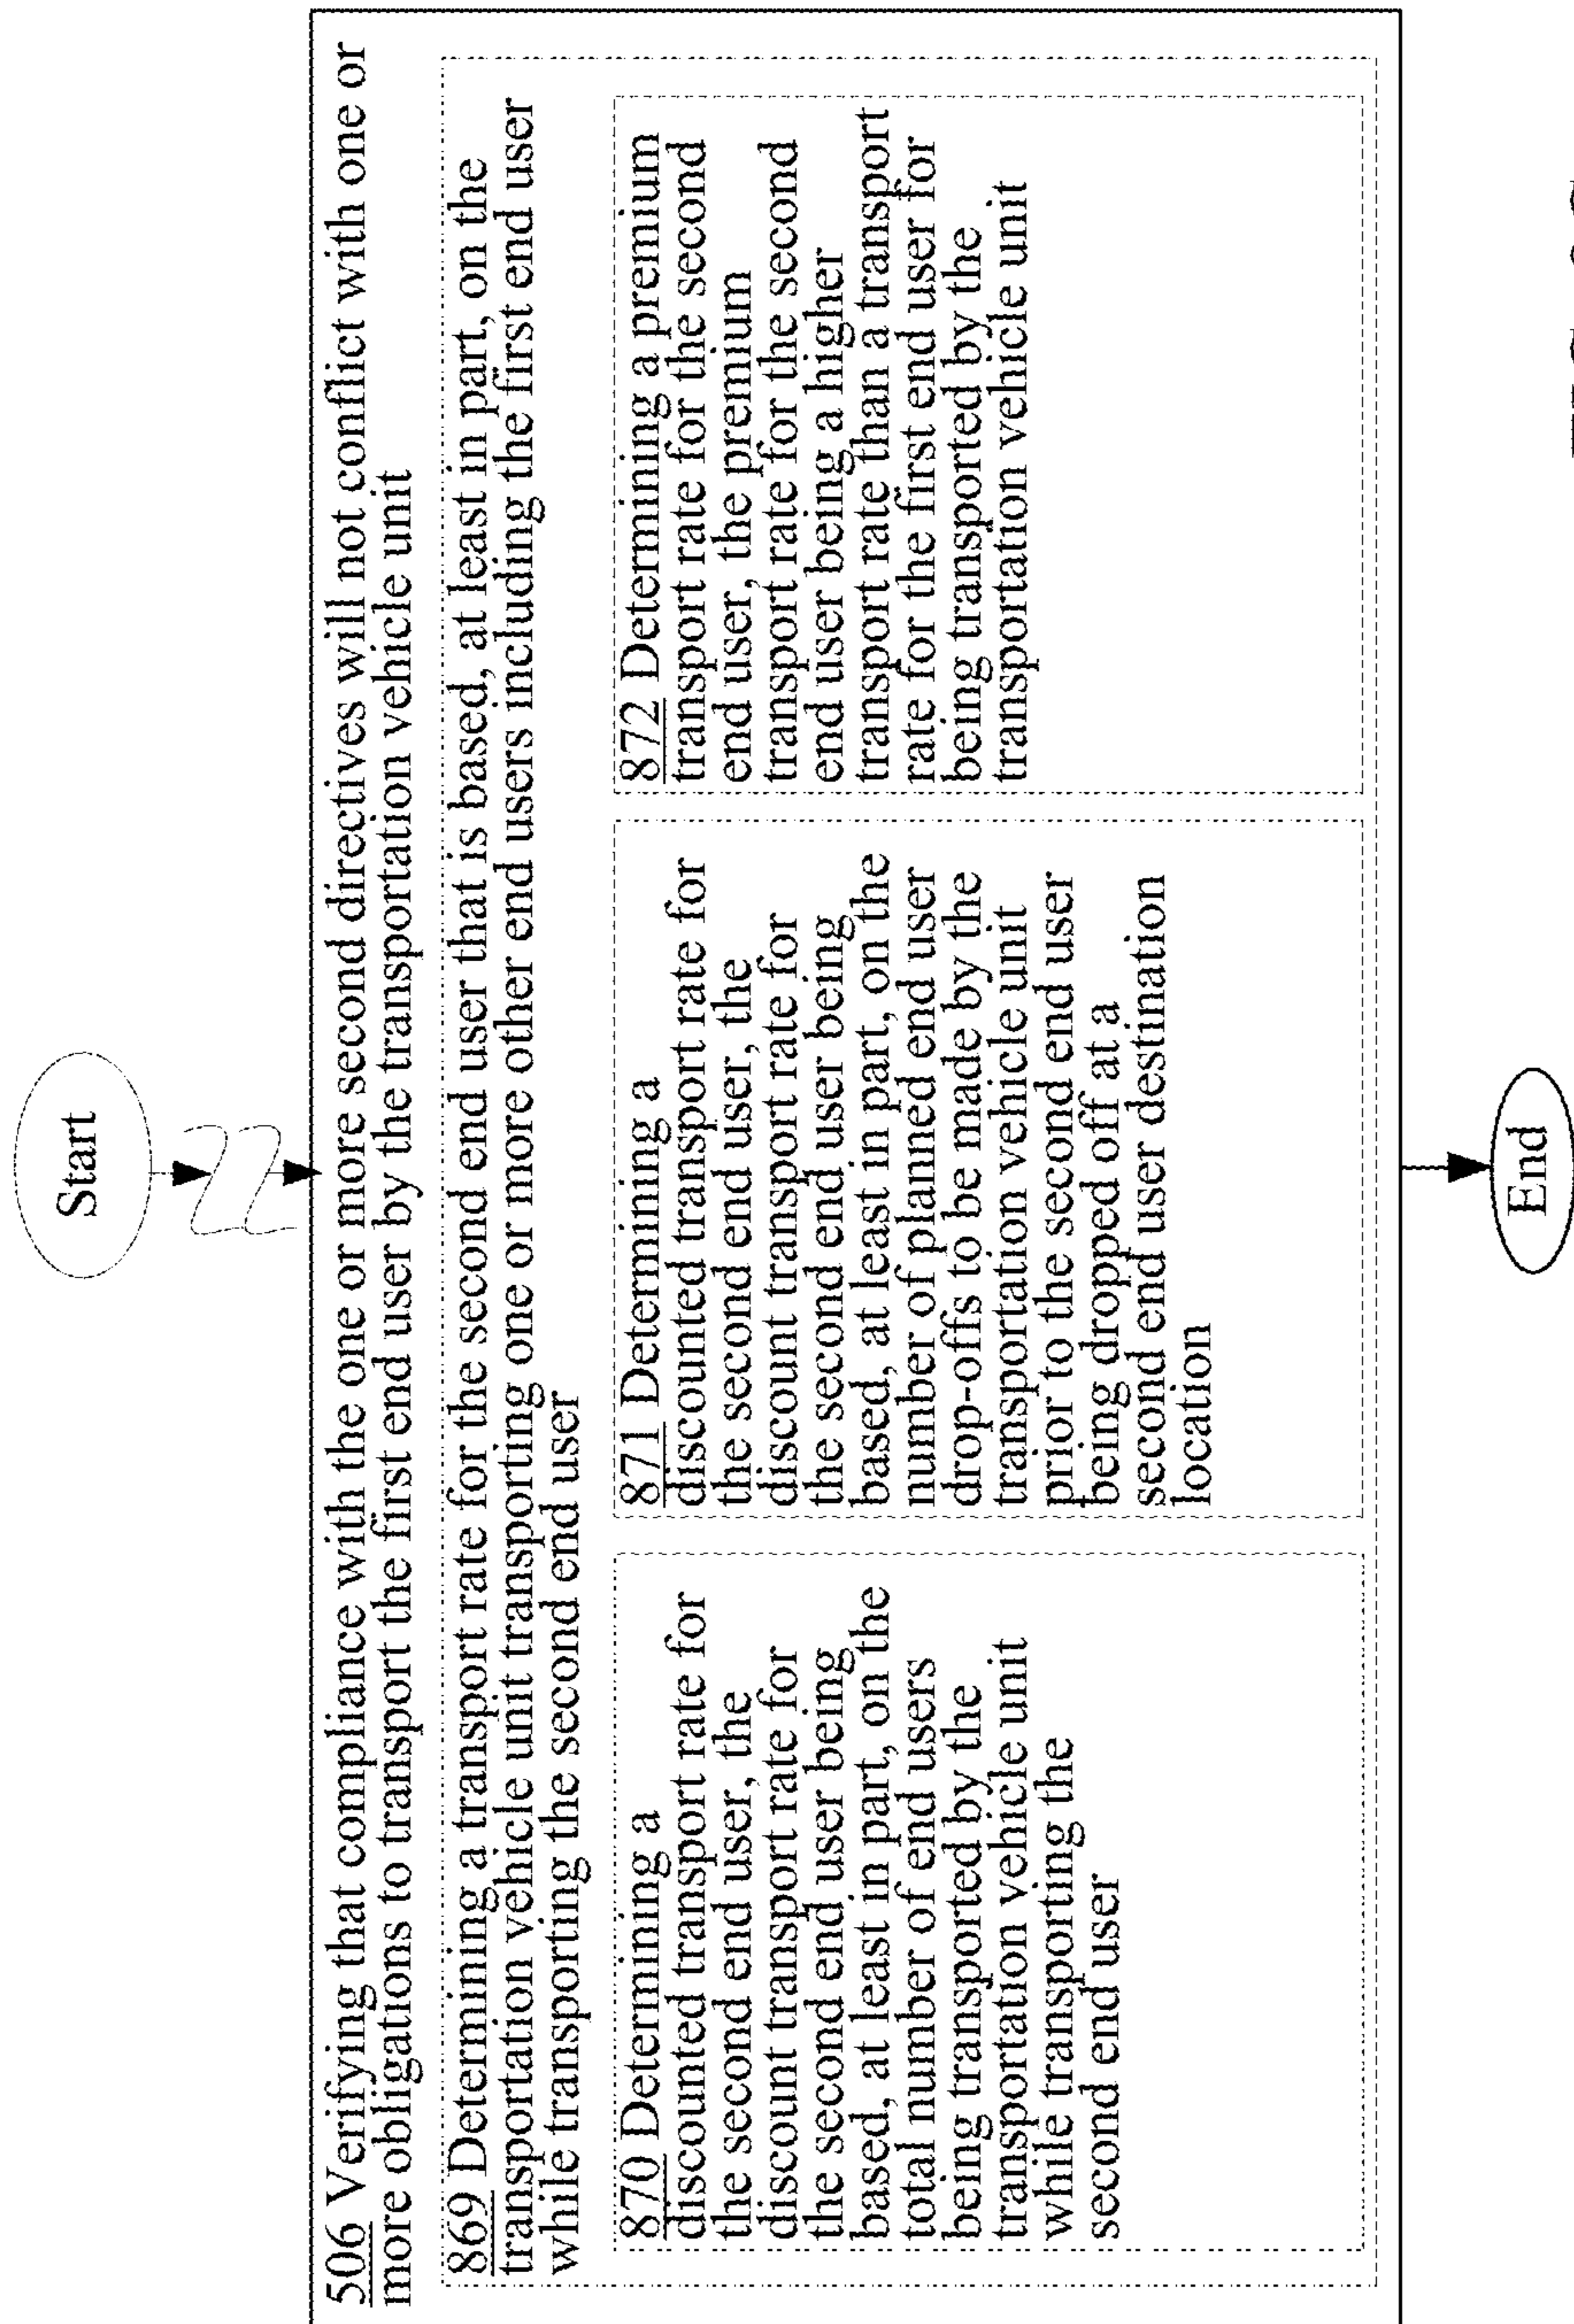 Start
506 Verifying that compliance with the one or more second directives will not conflict with one or
more obligations to transport the first end user by the transportation vehicle unit
869 Determining a transport rate for the second end user that is based, at least in part, on the
transportation vehicle unit transporting one or more other end users including the first end user
while transporting the second end user
870 Determining a
discounted transport rate for
the second end user, the
discount transport rate for
the second end user being
based, at least in part, on the
total number of end users
being transported by the
transportation vehicle unit
while transporting the
second end user
871 Determining a
discounted transport rate for
the second end user, the
discount transport rate for
the second end user being
based, at least in part, on the
number of planned end user
drop-offs to be made by the
transportation vehicle unit
prior to the second end user
being dropped off at a
second end user destination
location
872 Determining a premium
transport rate for the second
end user, the premium
transport rate for the second
end user being a higher
transport rate than a transport
rate for the first end user for
being transported by the
transportation vehicle unit
End